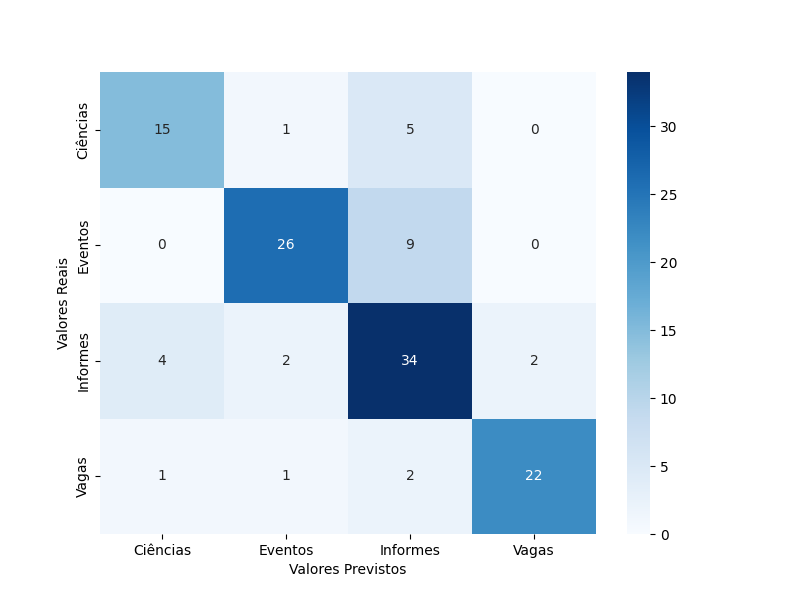 Valores Reais
Ciências
15 1 5 0
Eventos
0 26 9 0
Informes
4 2 34 2
Vagas
1 1 2 22
Ciências Eventos Informes Vagas
Valores Previstos
30
25
20
15
10
5
0